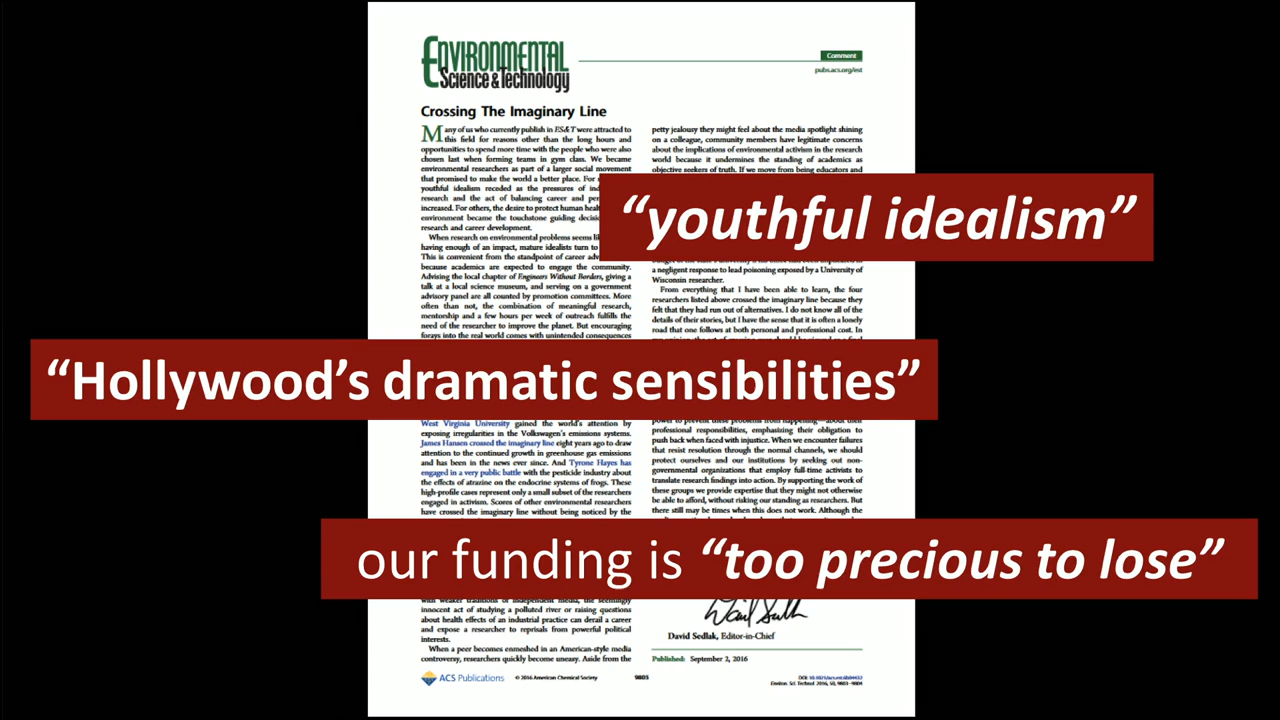 ENVIRONMENTAL
Science & Technology
Comment
pubs.acs.org/est
Crossing The Imaginary Line
Many of us who currently publish in ES&T were attracted to
this field for reasons other than the long hours and
opportunities to spend more time with the people who were also
chosen last when forming teams in gym class. We became
environmental researchers as part of a larger social movement
that promised to make the world a better place. For
youthful idealism receded as the pressures of
research and the act of balancing career and
increased. For others, the desire to protect human
environment became the touchstone guiding
research and career development.
When research on environmental problems seems
having enough of an impact, mature idealists turn to
This is convenient from the standpoint of career
because academics are expected to engage the community.
Advising the local chapter of Engineers Without Borders, giving a
talk at a local science museum, and serving on a government
advisory panel are all counted by promotion committees. More
often than not, the combination of meaningful research,
mentorship and a few hours per week of outreach fulfills the
need of the researcher to improve the planet. But encouraging
forays into the real world comes with unintended consequences
West Virginia University gained the world's attention by
exposing irregularities in the Volkswagen's emissions systems.
James Hansen crossed the imaginary line eight years ago to draw
attention to the continued growth in greenhouse gas emissions
and has been in the news ever since. And Tyrone Hayes has
engaged in a very public battle with the pesticide industry about
the effects of atrazine on the endocrine systems of frogs. These
high-profile cases represent only a small subset of the researchers
engaged in activism. Scores of other environmental researchers
have crossed the imaginary line without being noticed by the
with weaker traditions of independent media, the seemingly
innocent act of studying a polluted river or raising questions
about health effects of an industrial practice can derail a career
and expose a researcher to reprisals from powerful political
interests.
When a peer becomes enmeshed in an American-style media
controversy, researchers quickly become uneasy. Aside from the
petty jealousy they might feel about the media spotlight shining
on a colleague, community members have legitimate concerns
about the implications of environmental activism in the research
world because it undermines the standing of academics as
objective seekers of truth. If we move from being educators and
a negligent response to lead poisoning exposed by a University of
Wisconsin researcher.
From everything that I have been able to learn, the four
researchers listed above crossed the imaginary line because they
felt that they had run out of alternatives. I do not know all of the
details of their stories, but I have the sense that it is often a lonely
road that one follows at both personal and professional cost. In
power to prevent these problems from happening—about their
professional responsibilities, emphasizing their obligation to
push back when faced with injustice. When we encounter failures
that resist resolution through the normal channels, we should
protect ourselves and our institutions by seeking out non-
governmental organizations that employ full-time activists to
translate research findings into action. By supporting the work of
these groups we provide expertise that they might not otherwise
be able to afford, without risking our standing as researchers. But
there still may be times when this does not work. Although the
David Sedlak, Editor-in-Chief
Published: September 2, 2016
ACS Publications
© 2016 American Chemical Society
9803
Environ. Sci. Technol. 2016, 50, 9803−9804
“youthful idealism”
“Hollywood’s dramatic sensibilities”
our funding is “too precious to lose”